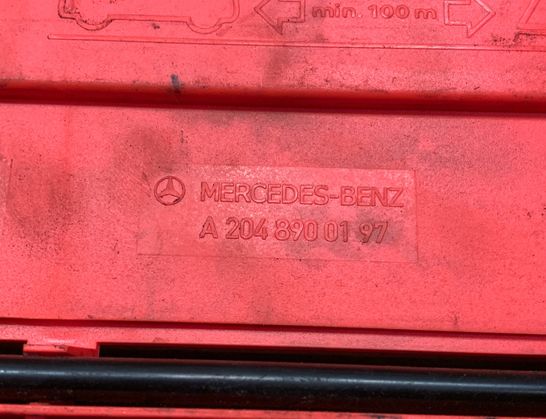 min. 100 m
MERCEDES-BENZ
A 204 890 01 97